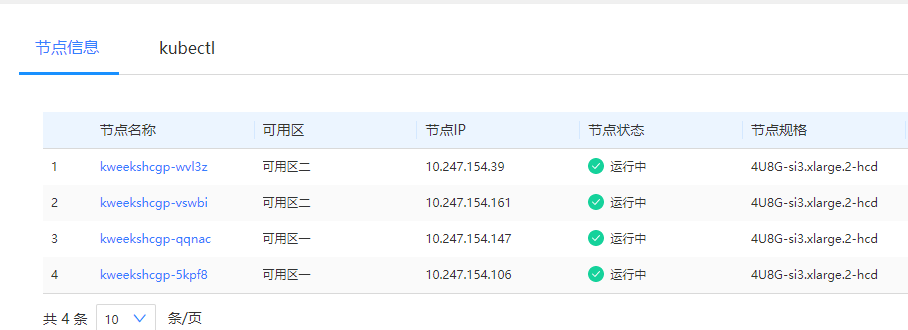 节点信息 kubectl
节点名称 可用区 节点IP 节点状态 节点规格
1 kweekshcgp-wvl3z 可用区二 10.247.154.39 运行中 4U8G-si3.xlarge.2-hcd
2 kweekshcgp-vswbi 可用区二 10.247.154.161 运行中 4U8G-si3.xlarge.2-hcd
3 kweekshcgp-qqnac 可用区一 10.247.154.147 运行中 4U8G-si3.xlarge.2-hcd
4 kweekshcgp-5kpf8 可用区一 10.247.154.106 运行中 4U8G-si3.xlarge.2-hcd
共 4 条 10 条/页